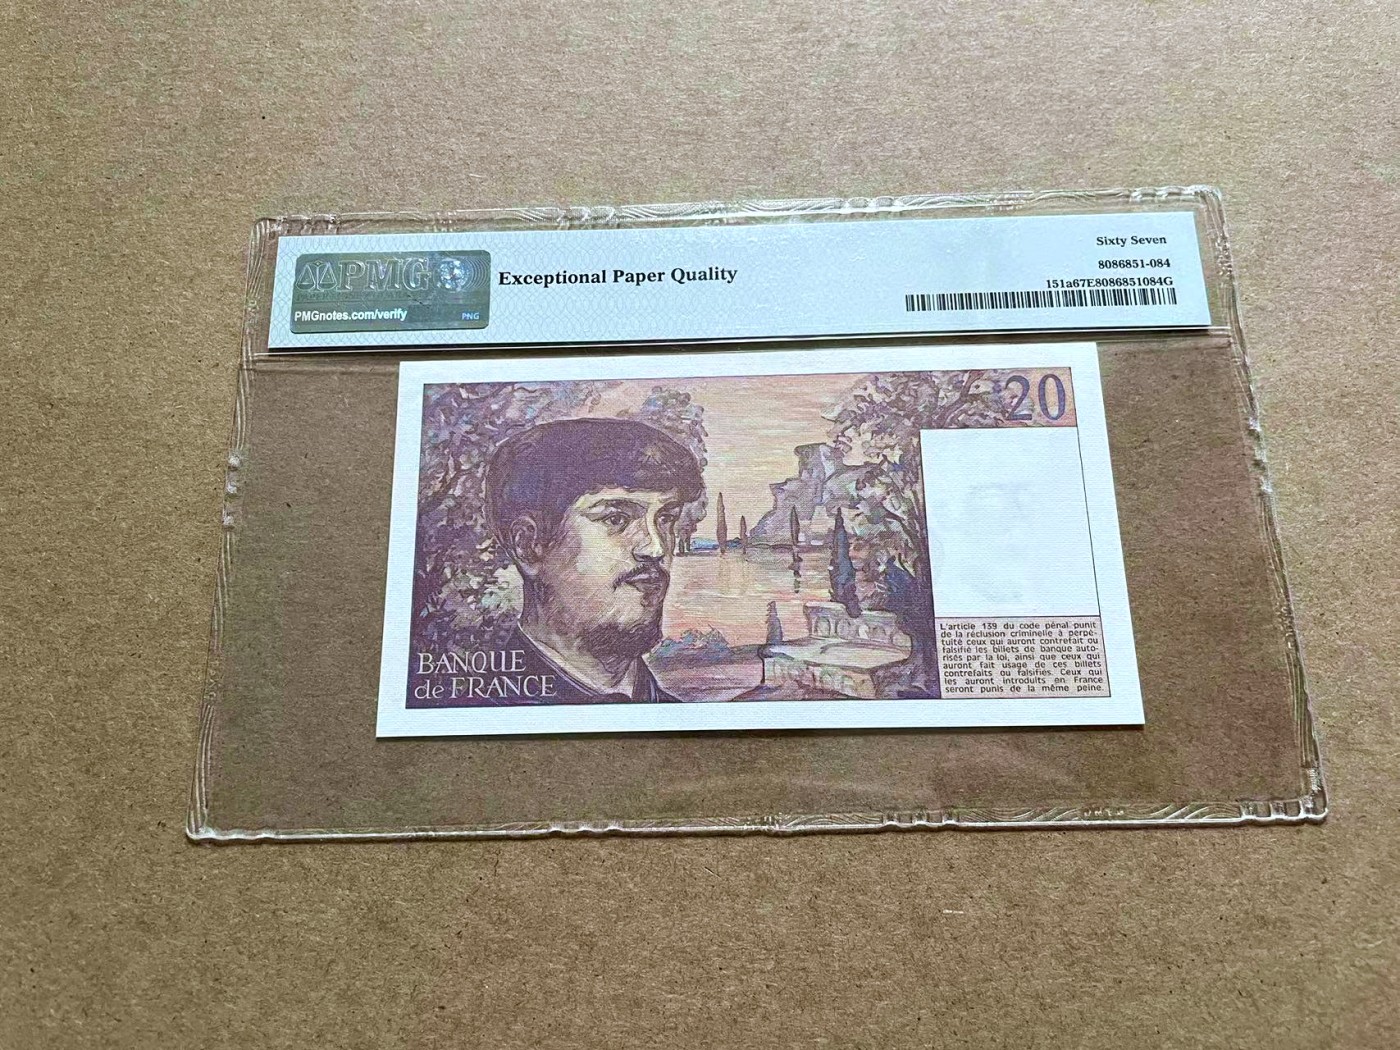 PMG
PMGnotes.com/verify
PNG
Exceptional Paper Quality
Sixty Seven
8086851-084
151a67E8086851084G
20
BANQUE
de FRANCE
L'article 139 du code pénal punit
de la réclusion criminelle à perpé-
tuité ceux qui auront contrefait ou
falsifié les billets de banque auto-
risés par la loi, ainsi que ceux qui
auront fait usage de ces billets
contrefaits ou falsifiés. Ceux qui
les auront introduits en France
seront punis de la même peine.